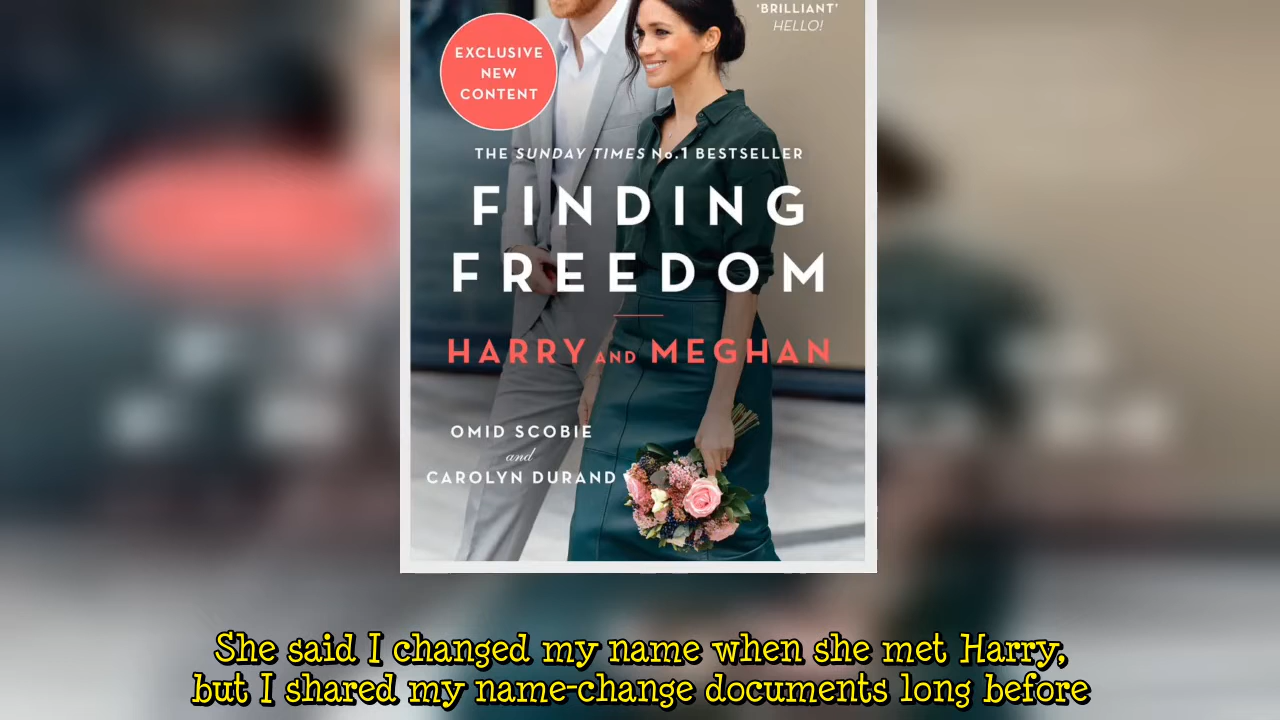 'BRILLIANT'
HELLO!
EXCLUSIVE
NEW
CONTENT
THE SUNDAY TIMES No.1 BESTSELLER
FINDING
FREEDOM
HARRY AND MEGHAN
OMID SCOBIE
and
CAROLYN DURAND
She said I changed my name when she met Harry,
but I shared my name-change documents long before